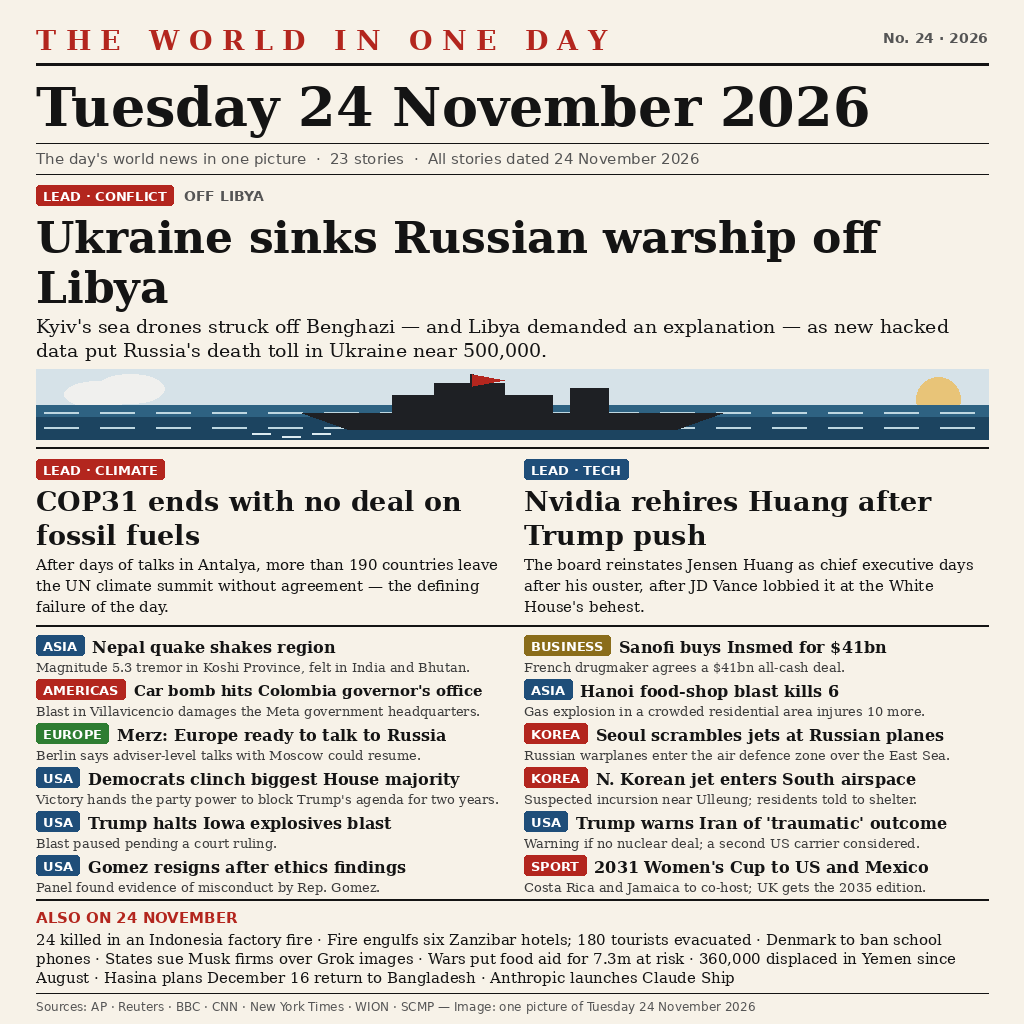 THE WORLD IN ONE DAY
No. 24 · 2026
Tuesday 24 November 2026
The day's world news in one picture · 23 stories · All stories dated 24 November 2026
LEAD · CONFLICT OFF LIBYA
Ukraine sinks Russian warship off
Libya
Kyiv's sea drones struck off Benghazi — and Libya demanded an explanation — as new hacked
data put Russia's death toll in Ukraine near 500,000.
LEAD · CLIMATE
COP31 ends with no deal on
fossil fuels
After days of talks in Antalya, more than 190 countries leave
the UN climate summit without agreement — the defining
failure of the day.
LEAD · TECH
Nvidia rehires Huang after
Trump push
The board reinstates Jensen Huang as chief executive days
after his ouster, after JD Vance lobbied it at the White
House's behest.
ASIA Nepal quake shakes region
Magnitude 5.3 tremor in Koshi Province, felt in India and Bhutan.
AMERICAS Car bomb hits Colombia governor's office
Blast in Villavicencio damages the Meta government headquarters.
EUROPE Merz: Europe ready to talk to Russia
Berlin says adviser-level talks with Moscow could resume.
USA Democrats clinch biggest House majority
Victory hands the party power to block Trump's agenda for two years.
USA Trump halts Iowa explosives blast
Blast paused pending a court ruling.
USA Gomez resigns after ethics findings
Panel found evidence of misconduct by Rep. Gomez.
BUSINESS Sanofi buys Insmed for $41bn
French drugmaker agrees a $41bn all-cash deal.
ASIA Hanoi food-shop blast kills 6
Gas explosion in a crowded residential area injures 10 more.
KOREA Seoul scrambles jets at Russian planes
Russian warplanes enter the air defence zone over the East Sea.
KOREA N. Korean jet enters South airspace
Suspected incursion near Ulleung; residents told to shelter.
USA Trump warns Iran of 'traumatic' outcome
Warning if no nuclear deal; a second US carrier considered.
SPORT 2031 Women's Cup to US and Mexico
Costa Rica and Jamaica to co-host; UK gets the 2035 edition.
ALSO ON 24 NOVEMBER
24 killed in an Indonesia factory fire · Fire engulfs six Zanzibar hotels; 180 tourists evacuated · Denmark to ban school
phones · States sue Musk firms over Grok images · Wars put food aid for 7.3m at risk · 360,000 displaced in Yemen since
August · Hasina plans December 16 return to Bangladesh · Anthropic launches Claude Ship
Sources: AP · Reuters · BBC · CNN · New York Times · WION · SCMP — Image: one picture of Tuesday 24 November 2026